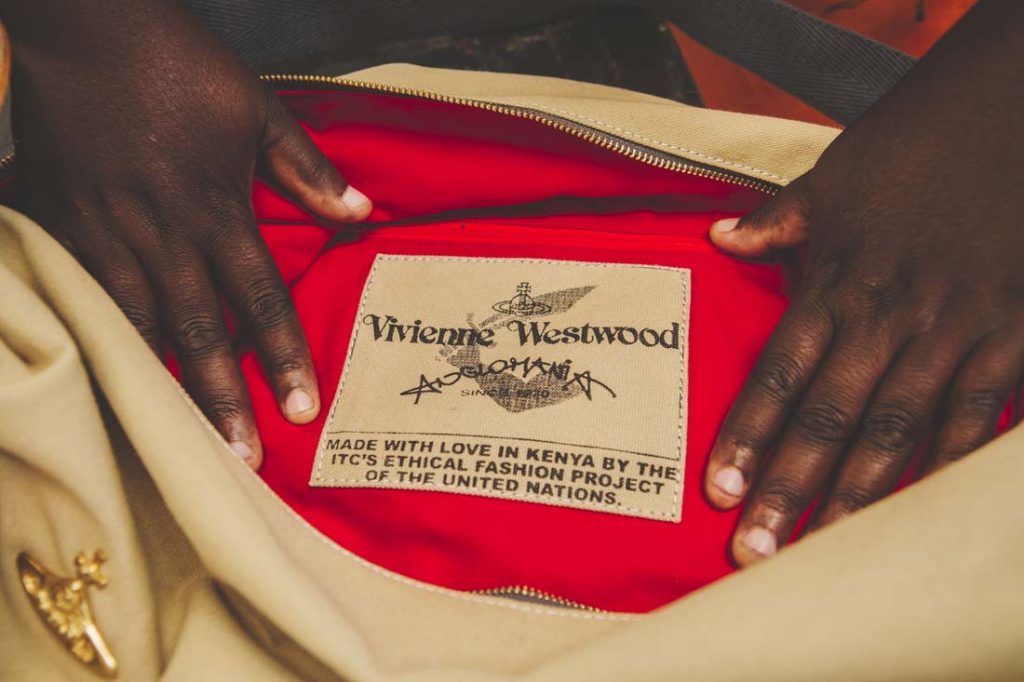 Vivienne Westwood
ANGLOMANIA
MADE WITH LOVE IN KENYA BY THE
ITC'S ETHICAL FASHION PROJECT
OF THE UNITED NATIONS.